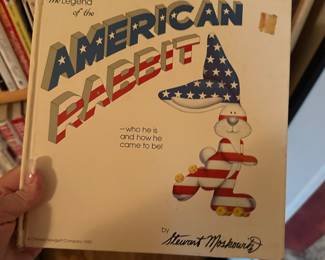 The Legend
of the
AMERICAN
RABBIT
—who he is
and how he
came to be!
by
Stewart Moskowitz